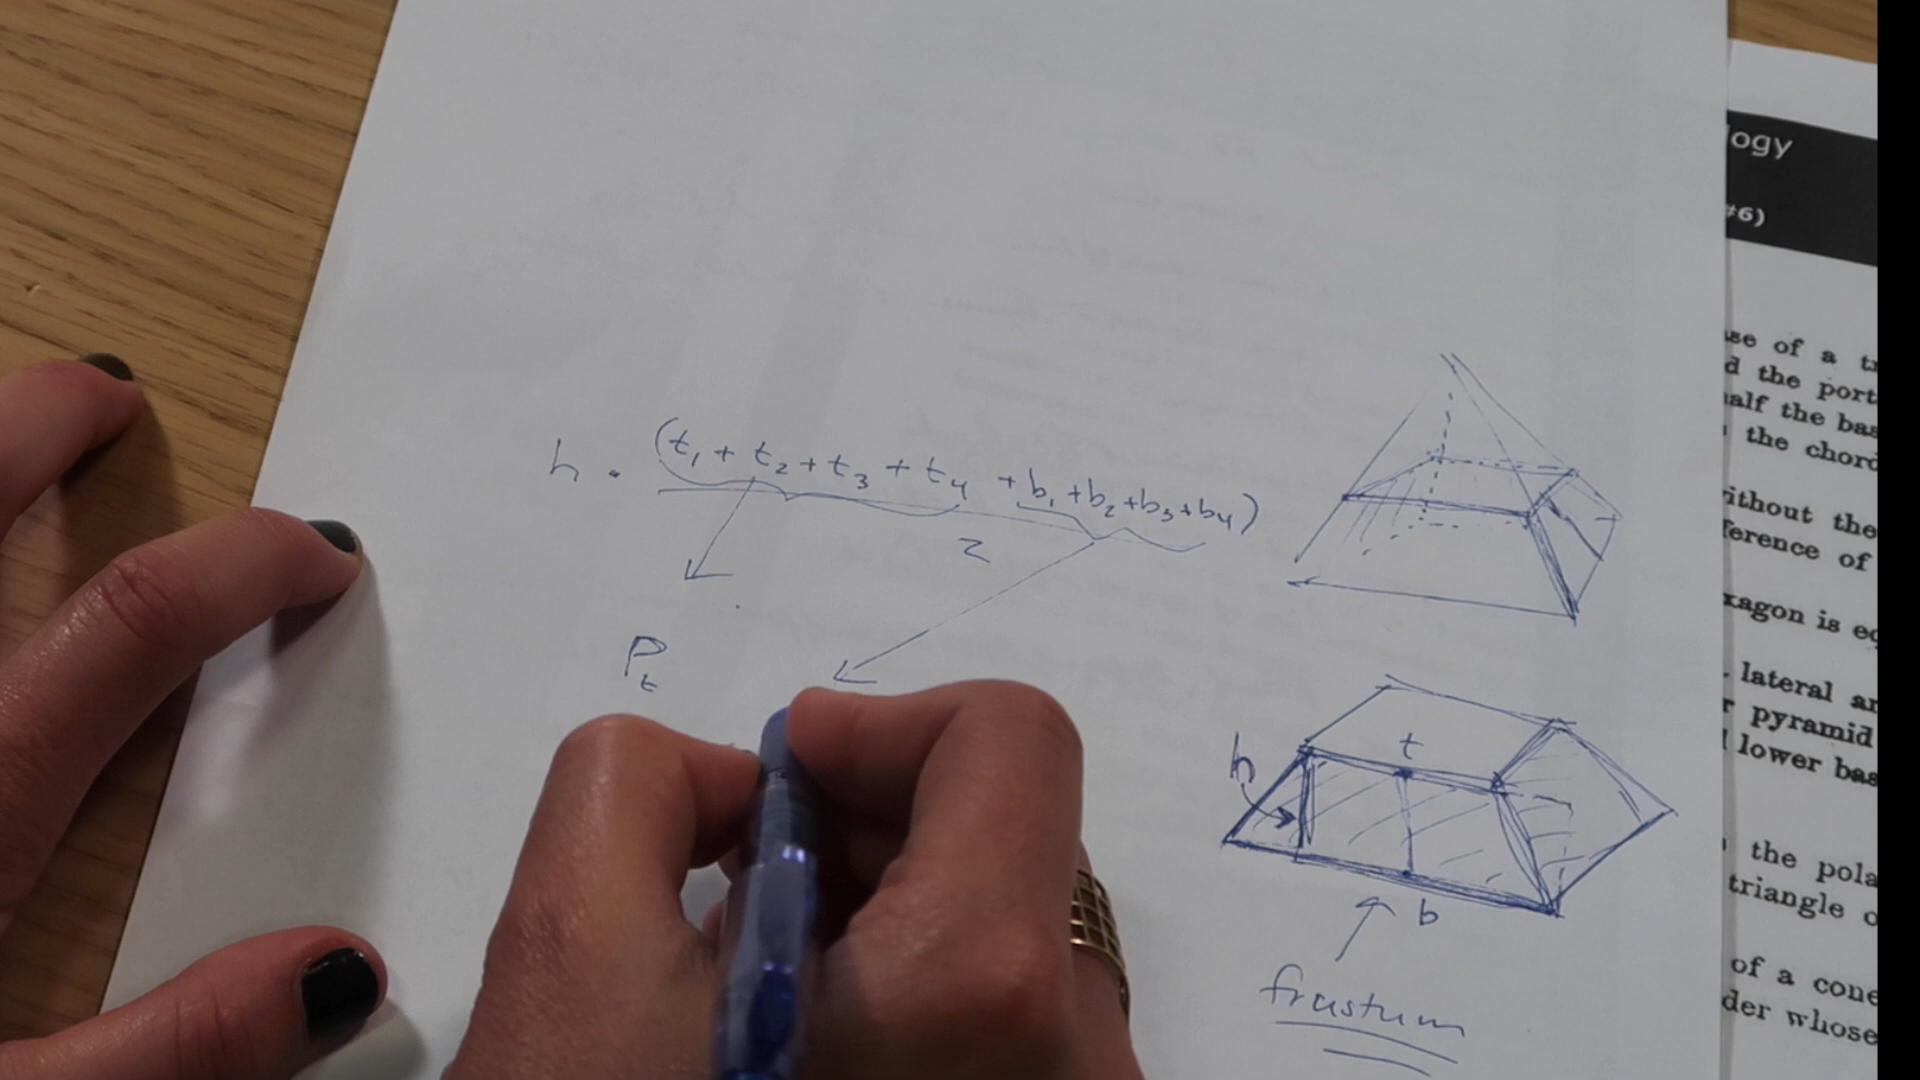 h · (t₁ + t₂ + t₃ + t₄ + b₁ + b₂ + b₃ + b₄)
2
Pₜ
h
t
b
frustum
ogy
#6)
se of a
d the port
alf the bas
the chord
ithout the
ference of
xagon is eq
lateral ar
pyramid
lower bas
the pola
triangle
of a cone
der whose